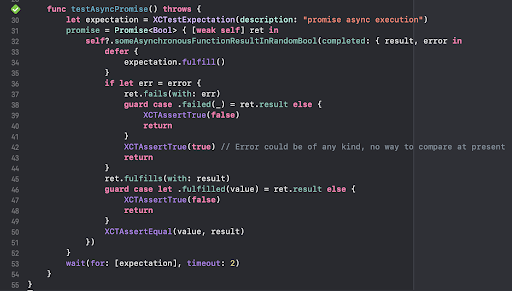 29 func testAsyncPromise() throws {
30 let expectation = XCTestExpectation(description: "promise async execution")
31 promise = Promise<Bool> { [weak self] ret in
32 self?.someAsynchronousFunctionResultInRandomBool(completed: { result, error in
33 defer {
34 expectation.fulfill()
35 }
36 if let err = error {
37 ret.fails(with: err)
38 guard case .failed(_) = ret.result else {
39 XCTAssertTrue(false)
40 return
41 }
42 XCTAssertTrue(true) // Error could be of any kind, no way to compare at present
43 return
44 }
45 ret.fulfills(with: result)
46 guard case let .fulfilled(value) = ret.result else {
47 XCTAssertTrue(false)
48 return
49 }
50 XCTAssertEqual(value, result)
51 })
52 }
53 wait(for: [expectation], timeout: 2)
54 }
55 }